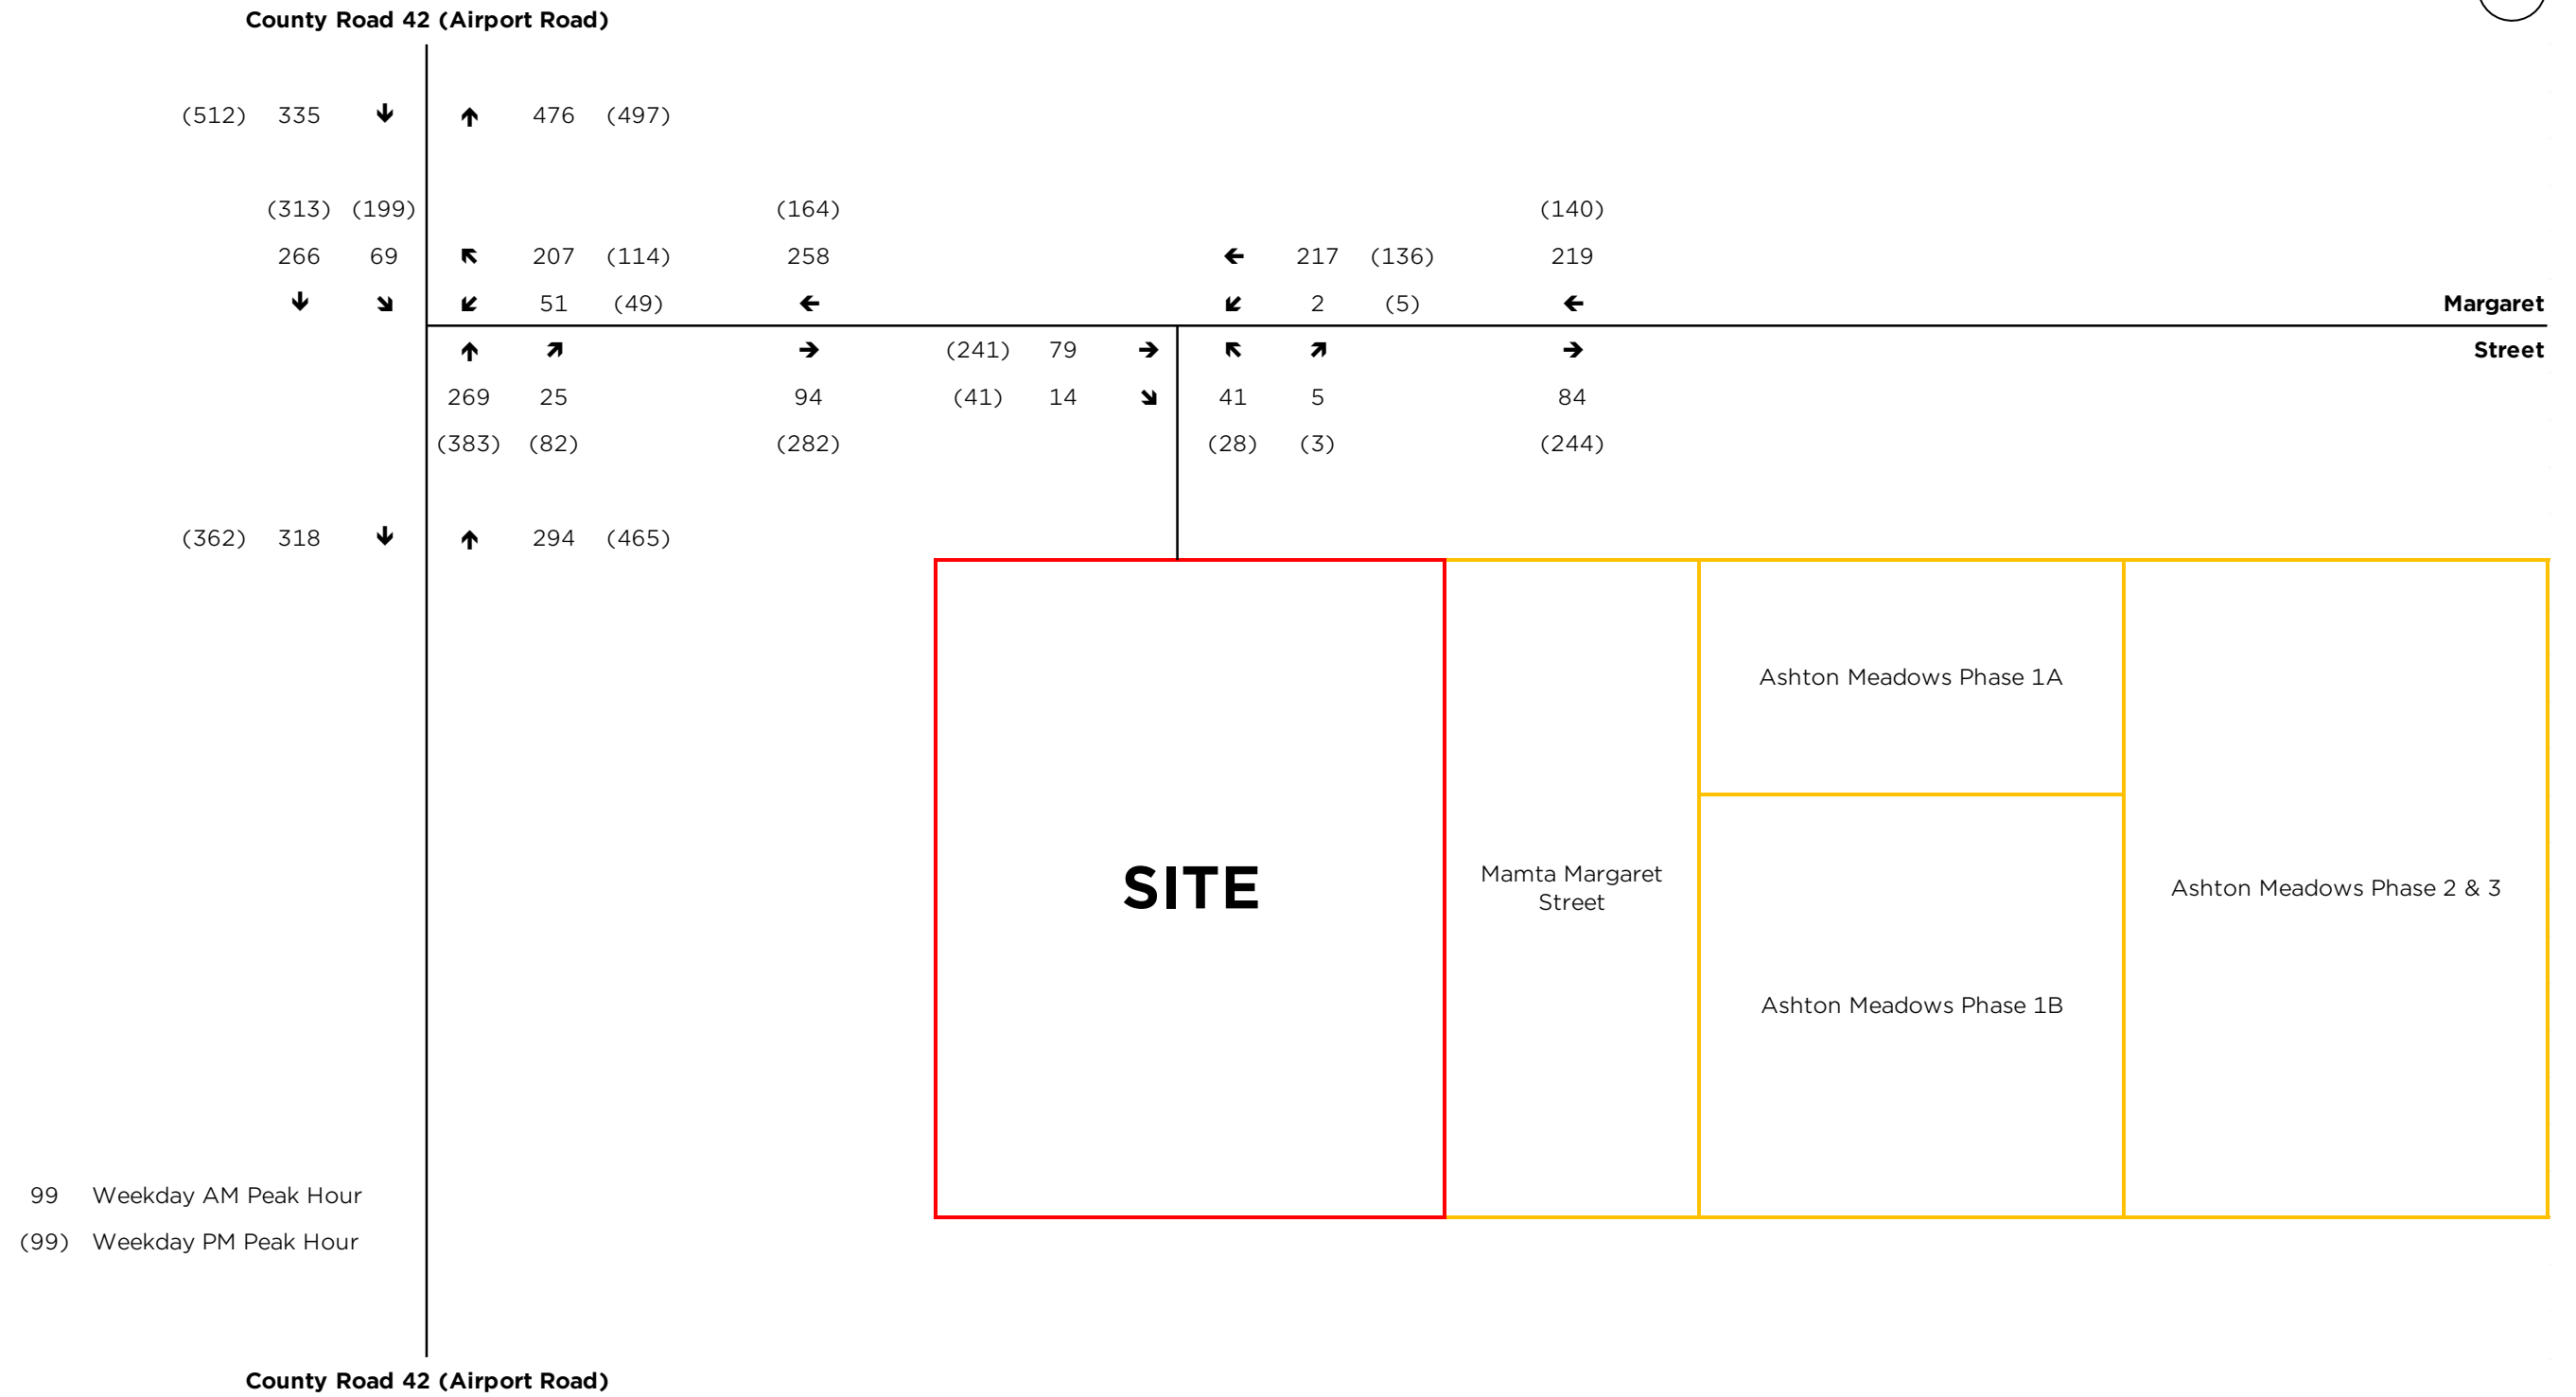 County Road 42 (Airport Road)
(512) 335 476 (497)
(313) (199) (164) (140)
266 69 207 (114) 258 217 (136) 219
51 (49) 2 (5) Margaret
(241) 79 Street
269 25 94 (41) 14 41 5 84
(383) (82) (282) (28) (3) (244)
(362) 318 294 (465)
Ashton Meadows Phase 1A
SITE
Mamta Margaret
Street
Ashton Meadows Phase 2 & 3
Ashton Meadows Phase 1B
99 Weekday AM Peak Hour
(99) Weekday PM Peak Hour
County Road 42 (Airport Road)